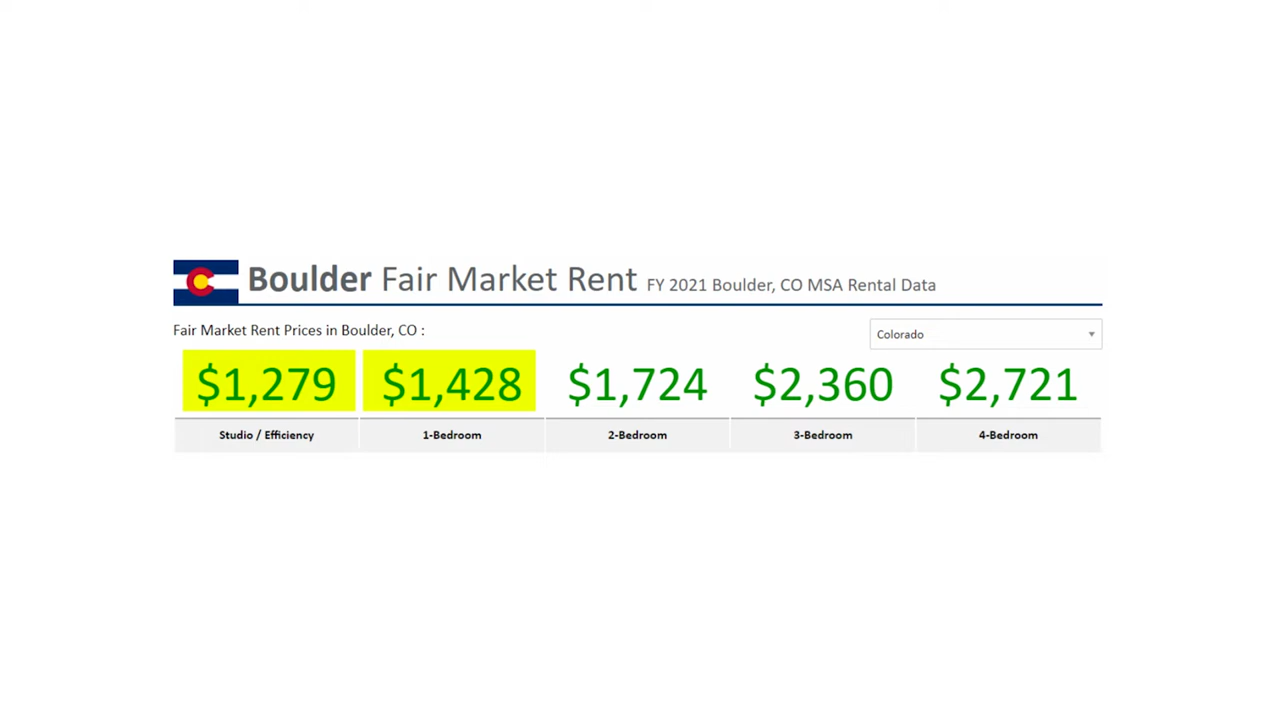 Boulder Fair Market Rent FY 2021 Boulder, CO MSA Rental Data
Fair Market Rent Prices in Boulder, CO :
Colorado
$1,279 $1,428 $1,724 $2,360 $2,721
Studio / Efficiency 1-Bedroom 2-Bedroom 3-Bedroom 4-Bedroom